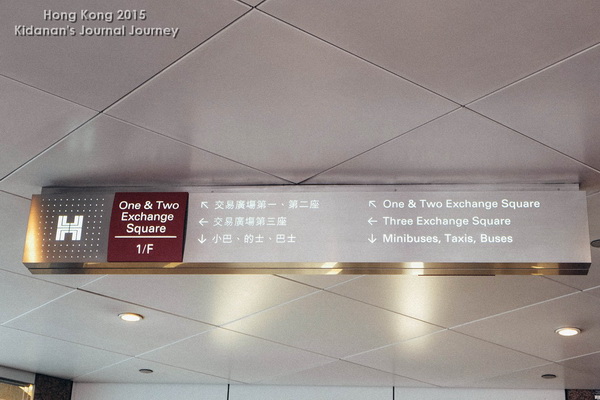 Hong Kong 2015
Kidanan's Journal Journey
H
One & Two
Exchange
Square
1/F
↖ 交易廣場第一、第二座
← 交易廣場第三座
↓ 小巴、的士、巴士
↖ One & Two Exchange Square
← Three Exchange Square
↓ Minibuses, Taxis, Buses